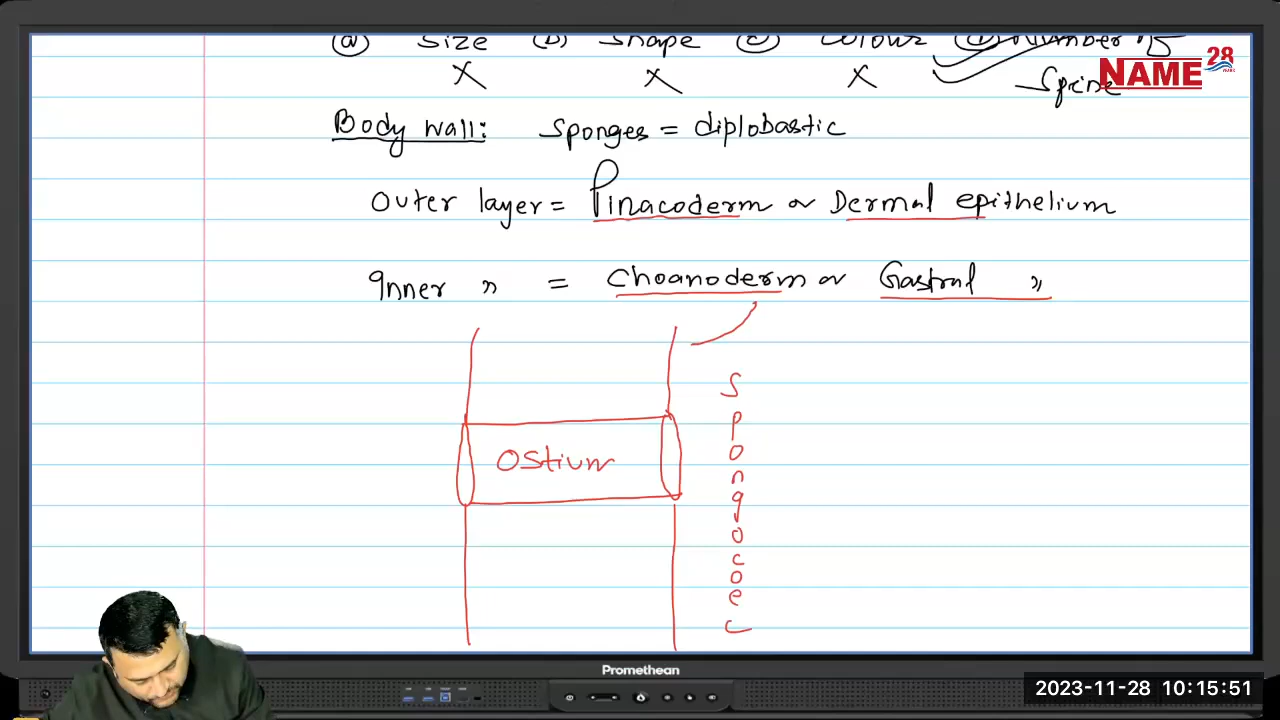 (a) Size (b) Shape (c) Colour (d) Number of
X X X Spine
NAME 28
Body wall: Sponges = diplobastic
Outer layer = Pinacoderm or Dermal epithelium
Inner " = Choanoderm or Gastral "
Ostium
Spongocoel
Promethean
2023-11-28 10:15:51